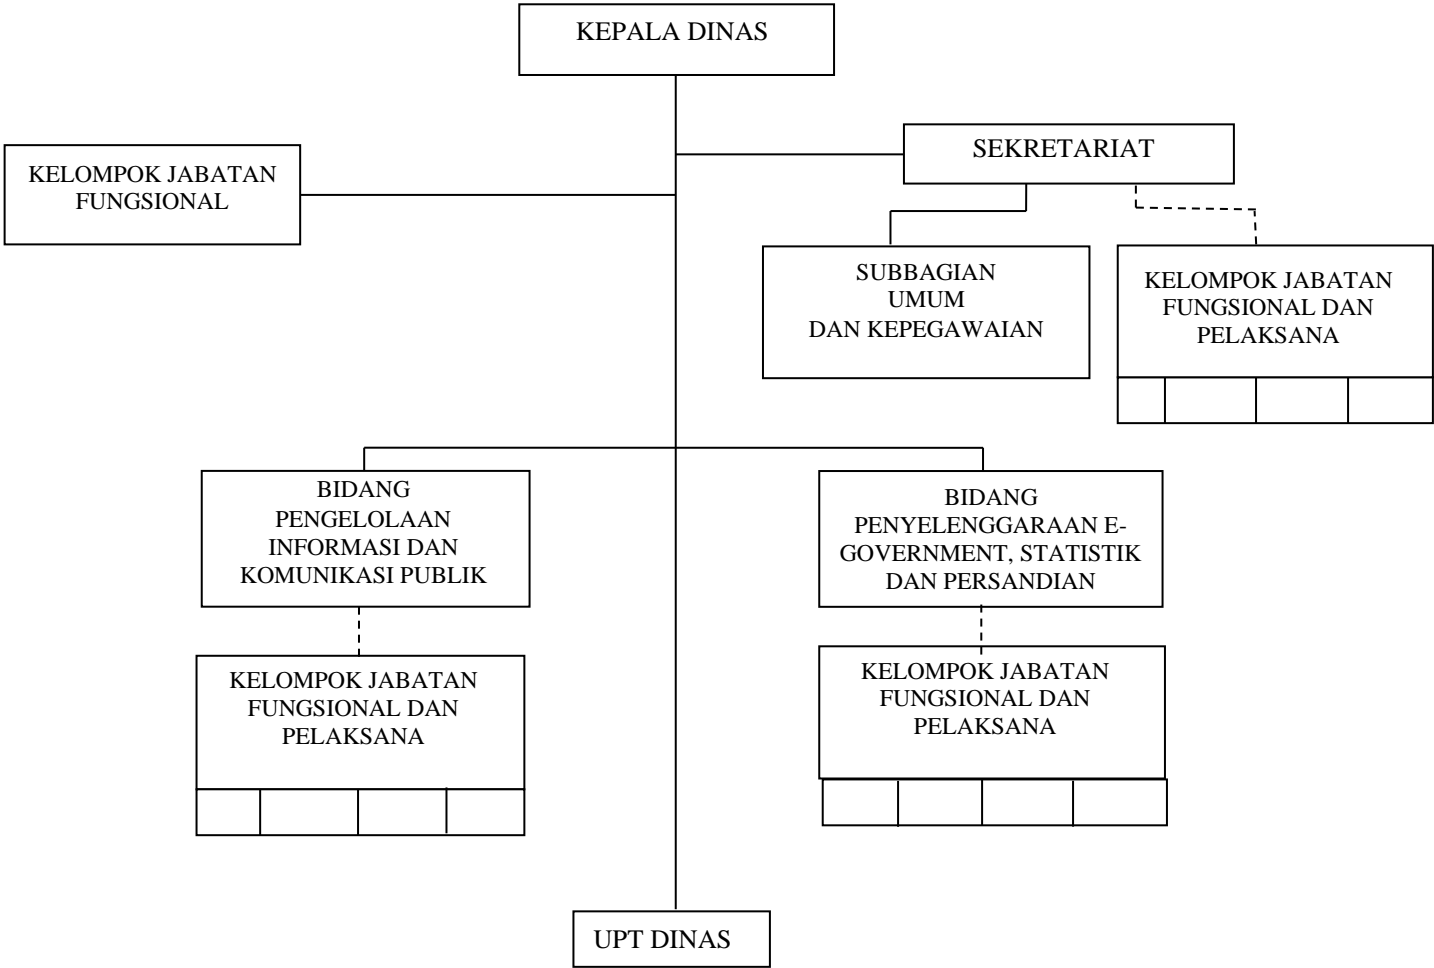 KEPALA DINAS
SEKRETARIAT
KELOMPOK JABATAN
FUNGSIONAL
SUBBAGIAN
UMUM
DAN KEPEGAWAIAN
KELOMPOK JABATAN
FUNGSIONAL DAN
PELAKSANA
BIDANG
PENGELOLAAN
INFORMASI DAN
KOMUNIKASI PUBLIK
BIDANG
PENYELENGGARAAN E-
GOVERNMENT, STATISTIK
DAN PERSANDIAN
KELOMPOK JABATAN
FUNGSIONAL DAN
PELAKSANA
KELOMPOK JABATAN
FUNGSIONAL DAN
PELAKSANA
UPT DINAS